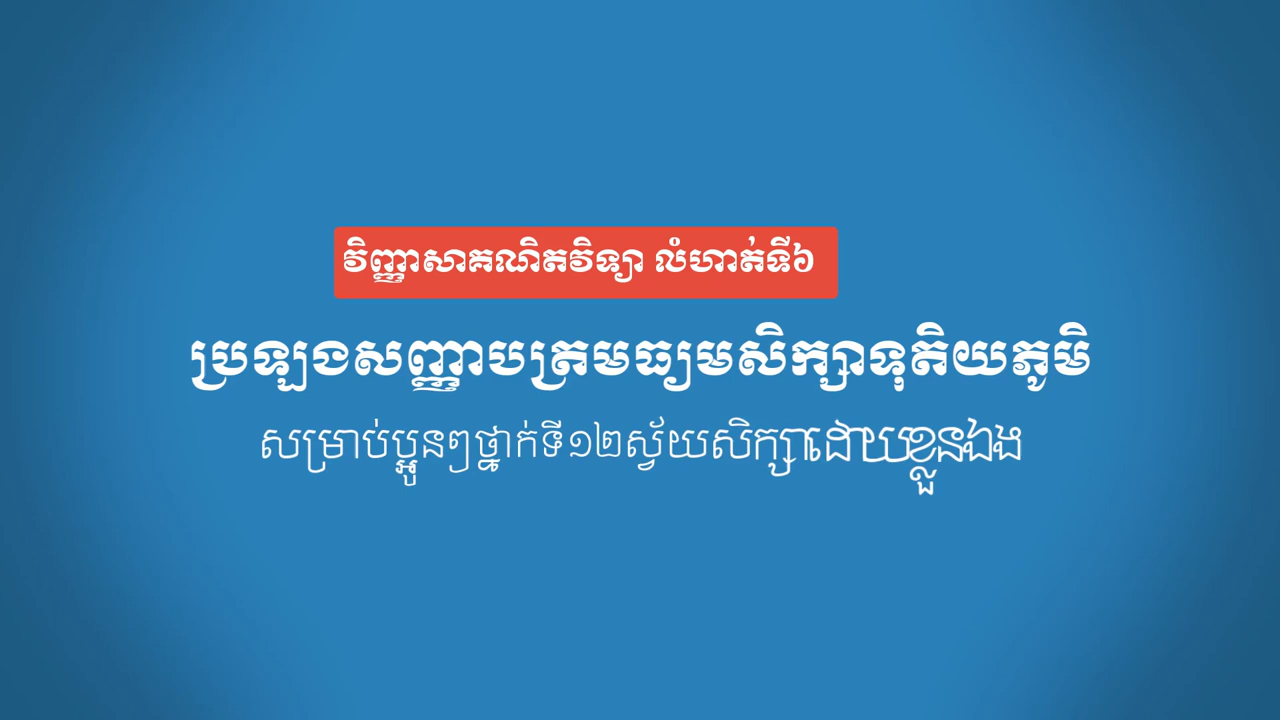 វិញ្ញាសាគណិតវិទ្យា លំហាត់ទី៦
ប្រឡងសញ្ញាបត្រមធ្យមសិក្សាទុតិយភូមិ
សម្រាប់ប្អូនៗថ្នាក់ទី១២ស្វ័យសិក្សាដោយខ្លួនឯង